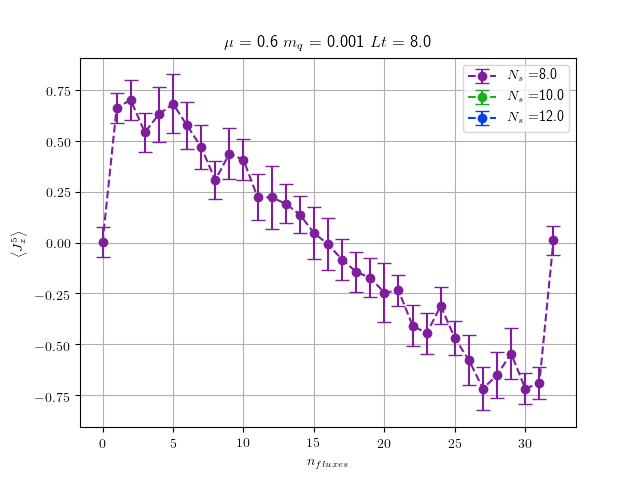 μ = 0.6 m_q = 0.001 Lt = 8.0
N_s =8.0
N_s =10.0
N_s =12.0
0.75
0.50
0.25
0.00
−0.25
−0.50
−0.75
⟨J_z^5⟩
0 5 10 15 20 25 30
n_{fluxes}